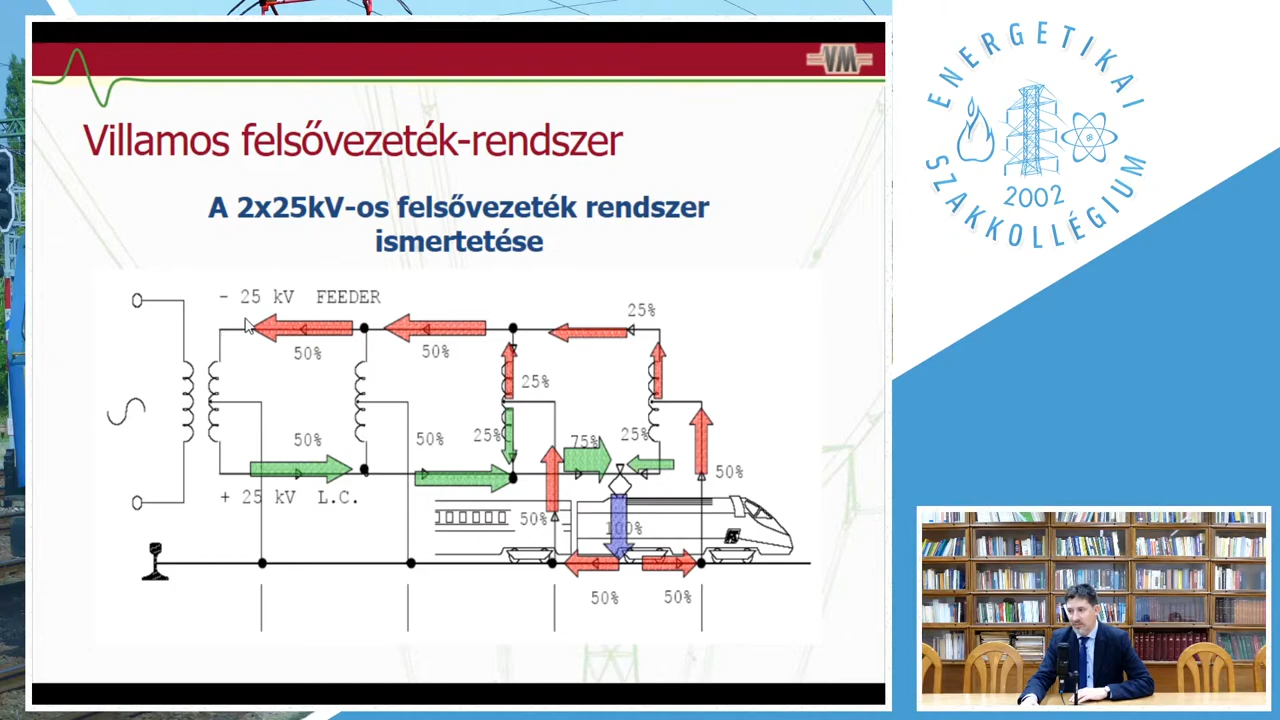 VM
ENERGETIKAI
SZAKKOLLÉGIUM
2002
Villamos felsővezeték-rendszer
A 2x25kV-os felsővezeték rendszer
ismertetése
- 25 kV FEEDER
25%
50%
50%
25%
50%
50%
25%
75%
25%
50%
+ 25 kV L.C.
50%
100%
50%
50%